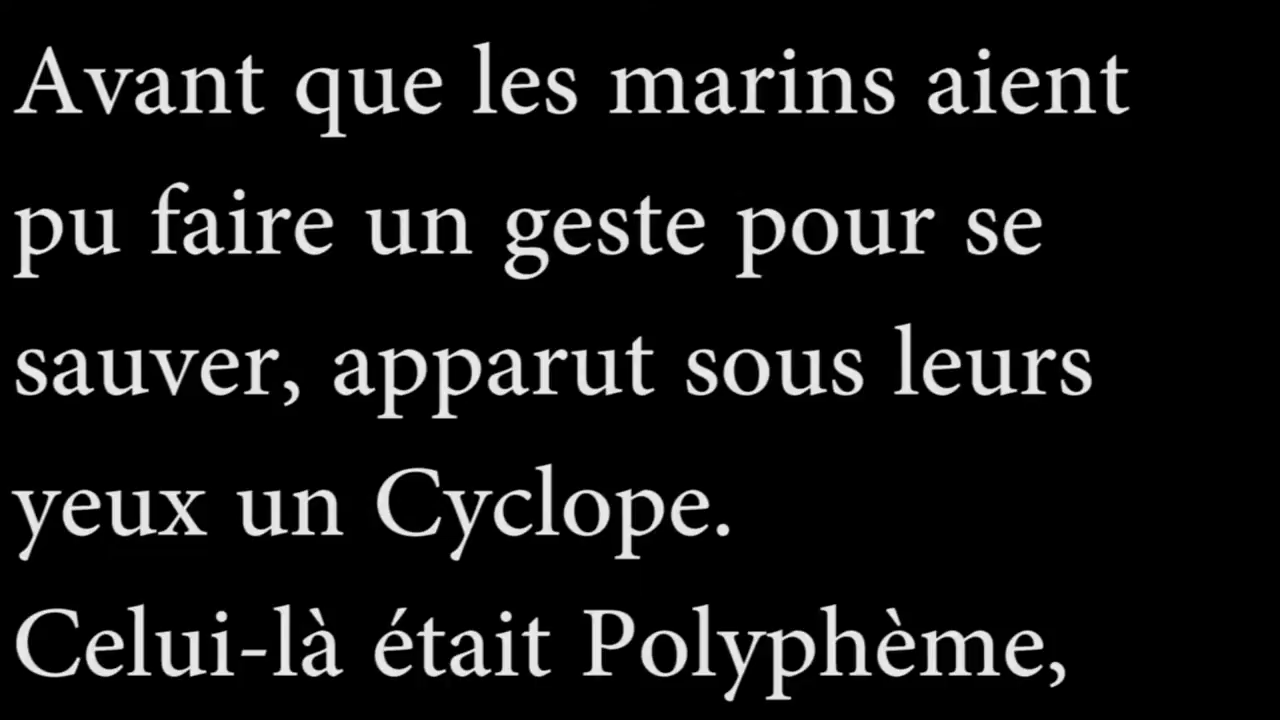 Avant que les marins aient
pu faire un geste pour se
sauver, apparut sous leurs
yeux un Cyclope.
Celui-là était Polyphème,